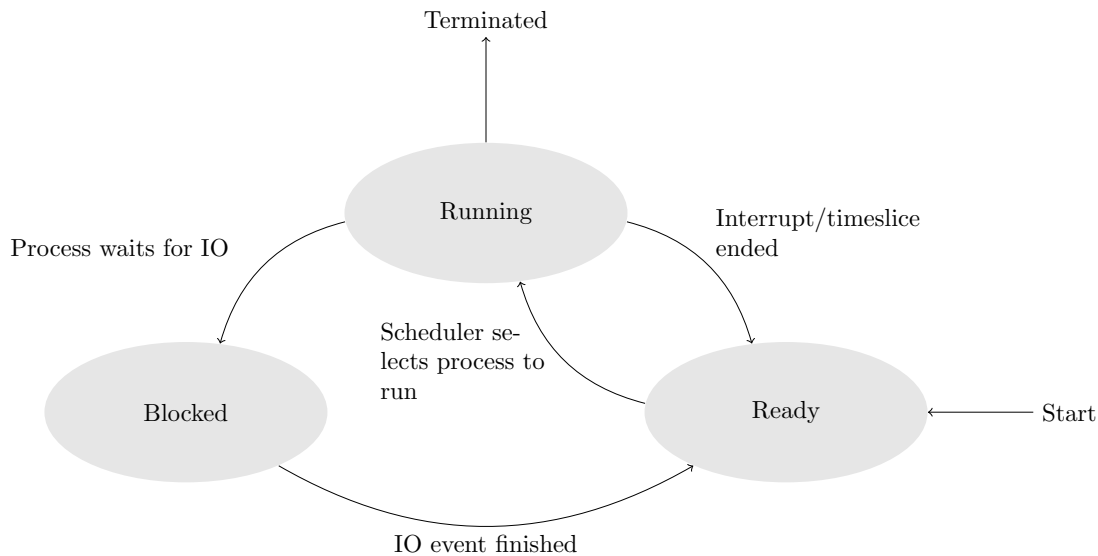 Terminated
Running
Interrupt/timeslice
ended
Process waits for IO
Scheduler se-
lects process to
run
Blocked
Ready
Start
IO event finished